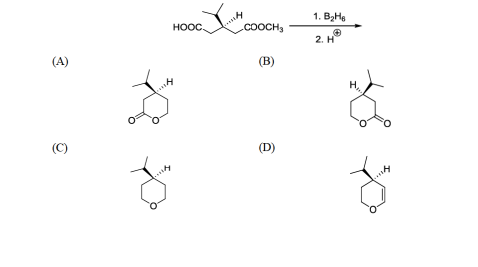 HOOC H COOCH₃ 1. B₂H₆
2. H⊕
(A) (B)
H H
O O O O
(C) (D)
H H
O O